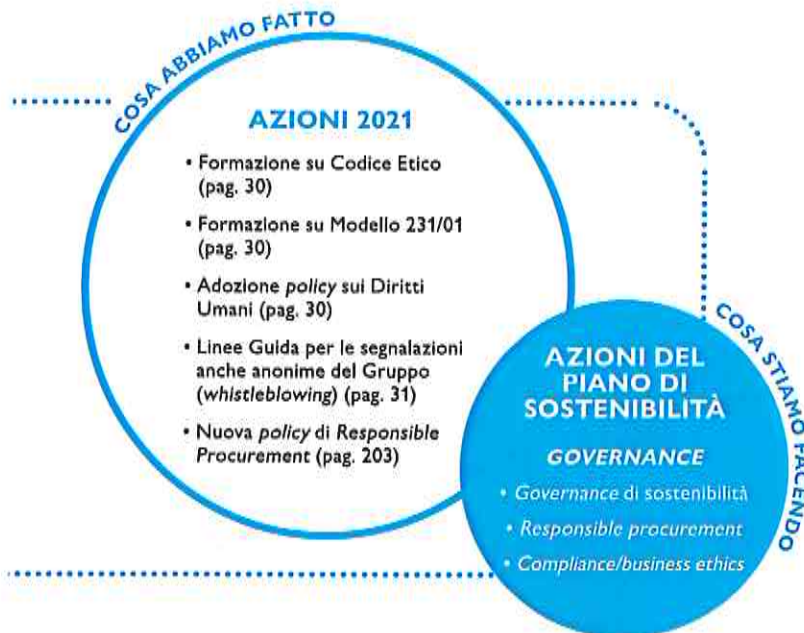 COSA ABBIAMO FATTO
AZIONI 2021
• Formazione su Codice Etico
(pag. 30)
• Formazione su Modello 231/01
(pag. 30)
• Adozione policy sui Diritti
Umani (pag. 30)
• Linee Guida per le segnalazioni
anche anonime del Gruppo
(whistleblowing) (pag. 31)
• Nuova policy di Responsible
Procurement (pag. 203)
COSA STIAMO FACENDO
AZIONI DEL
PIANO DI
SOSTENIBILITÀ
GOVERNANCE
• Governance di sostenibilità
• Responsible procurement
• Compliance/business ethics